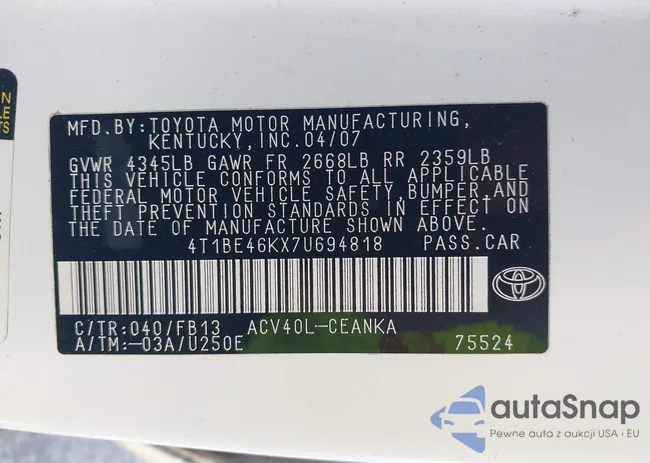 N
LE
TS
MFD.BY:TOYOTA MOTOR MANUFACTURING,
KENTUCKY,INC.04/07
GVWR 4345LB GAWR FR 2668LB RR 2359LB
THIS VEHICLE CONFORMS TO ALL APPLICABLE
FEDERAL MOTOR VEHICLE SAFETY,BUMPER,AND
THEFT PREVENTION STANDARDS IN EFFECT ON
THE DATE OF MANUFACTURE SHOWN ABOVE.
4T1BE46KX7U694818 PASS.CAR
C/TR:040/FB13 ACV40L-CEANKA
A/TM:-03A/U250E 75524
autaSnap
Pewne auta z aukcji USA i EU